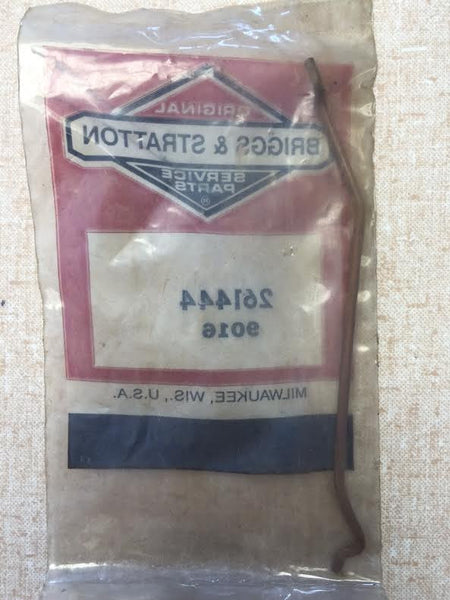 ORIGINAL
BRIGGS & STRATTON
SERVICE
PARTS
®
261444
9016
MILWAUKEE, WIS., U.S.A.